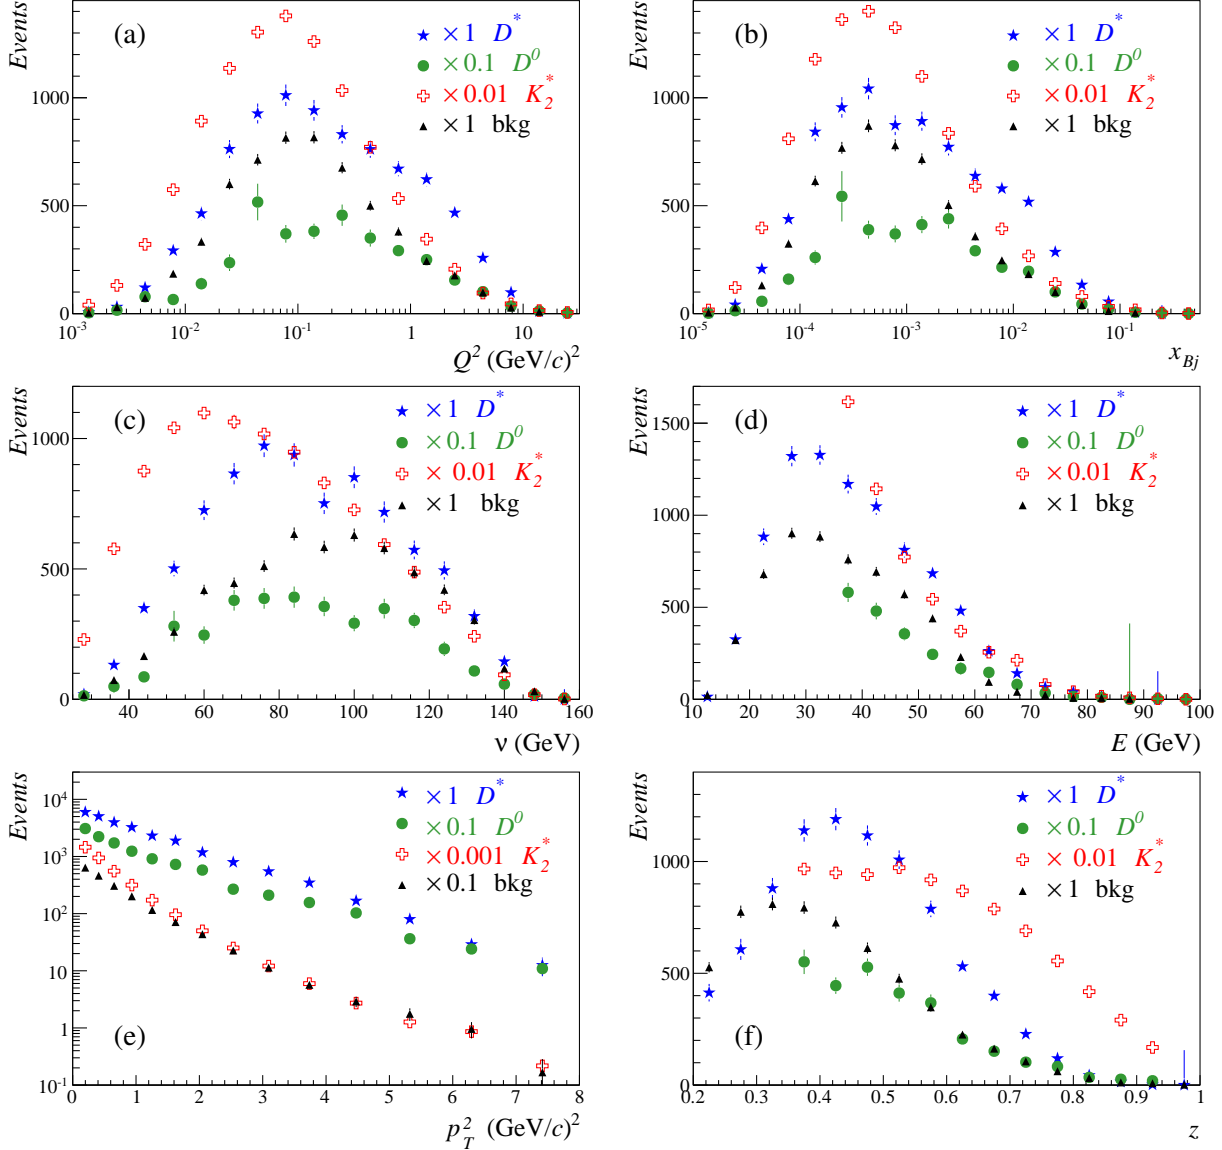 Events
(a)
×1 D*
×0.1 D⁰
×0.01 K₂*
×1 bkg
1000
500
0
10⁻³ 10⁻² 10⁻¹ 1 10
Q² (GeV/c)²
Events
(b)
×1 D*
×0.1 D⁰
×0.01 K₂*
×1 bkg
1000
500
0
10⁻⁵ 10⁻⁴ 10⁻³ 10⁻² 10⁻¹
x_Bj
Events
(c)
×1 D*
×0.1 D⁰
× 0.01 K₂*
×1 bkg
1000
500
0
40 60 80 100 120 140 160
ν (GeV)
Events
(d)
×1 D*
×0.1 D⁰
×0.01 K₂*
×1 bkg
1500
1000
500
0
10 20 30 40 50 60 70 80 90 100
E (GeV)
Events
(e)
×1 D*
×0.1 D⁰
×0.001 K₂*
×0.1 bkg
10⁴
10³
10²
10
1
10⁻¹
0 1 2 3 4 5 6 7 8
p_T² (GeV/c)²
Events
(f)
×1 D*
×0.1 D⁰
× 0.01 K₂*
×1 bkg
1000
500
0
0.2 0.3 0.4 0.5 0.6 0.7 0.8 0.9 1
z